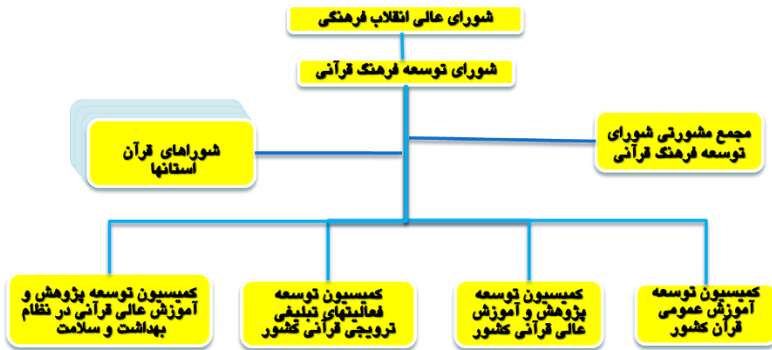 شورای عالی انقلاب فرهنگی
شورای توسعه فرهنگ قرآنی
مجمع مشورتی شورای
توسعه فرهنگ قرآنی
شوراهای قرآن
استانها
کمیسیون توسعه
آموزش عمومی
قرآن کشور
کمیسیون توسعه
پژوهش و آموزش
عالی قرآنی کشور
کمیسیون توسعه
فعالیتهای تبلیغی
ترویجی قرآنی کشور
کمیسیون توسعه پژوهش و
آموزش عالی قرآنی در نظام
بهداشت و سلامت